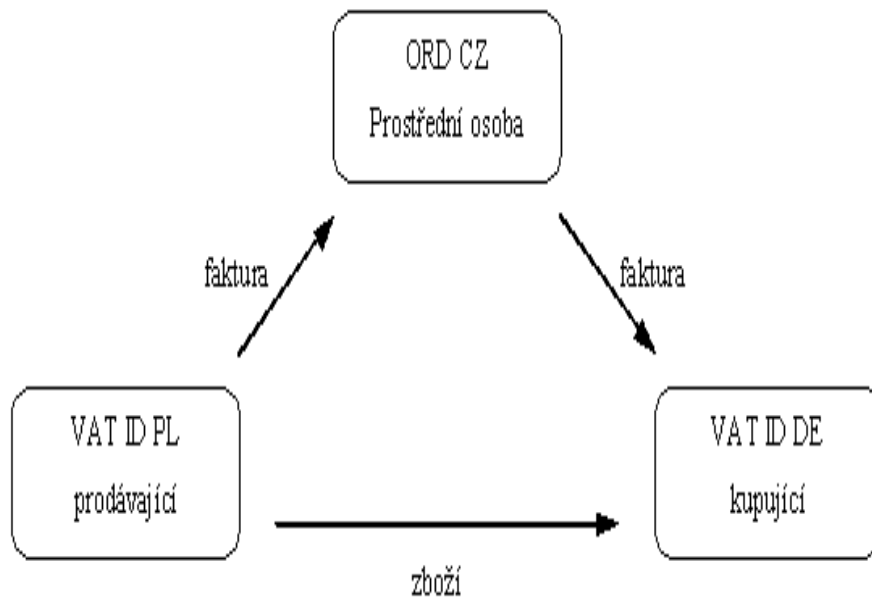 ORD CZ
Prostřední osoba
faktura
faktura
VAT ID PL
prodávající
VAT ID DE
kupující
zboží